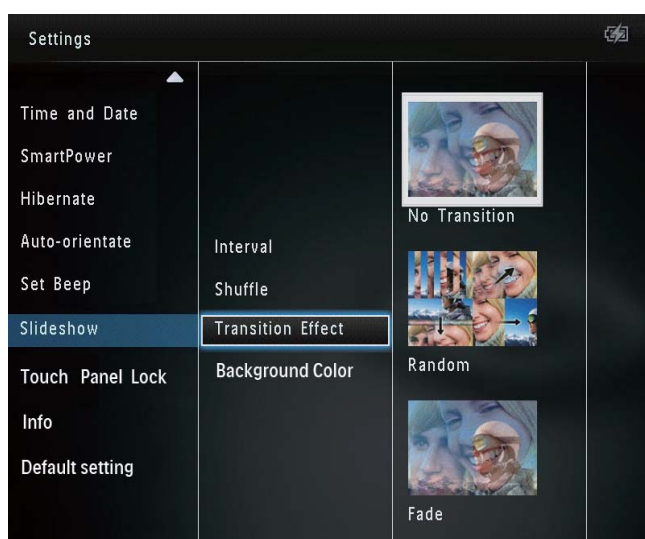 Settings
Time and Date
SmartPower
Hibernate
Auto-orientate
Set Beep
Slideshow
Touch Panel Lock
Info
Default setting
Interval
Shuffle
Transition Effect
Background Color
No Transition
Random
Fade